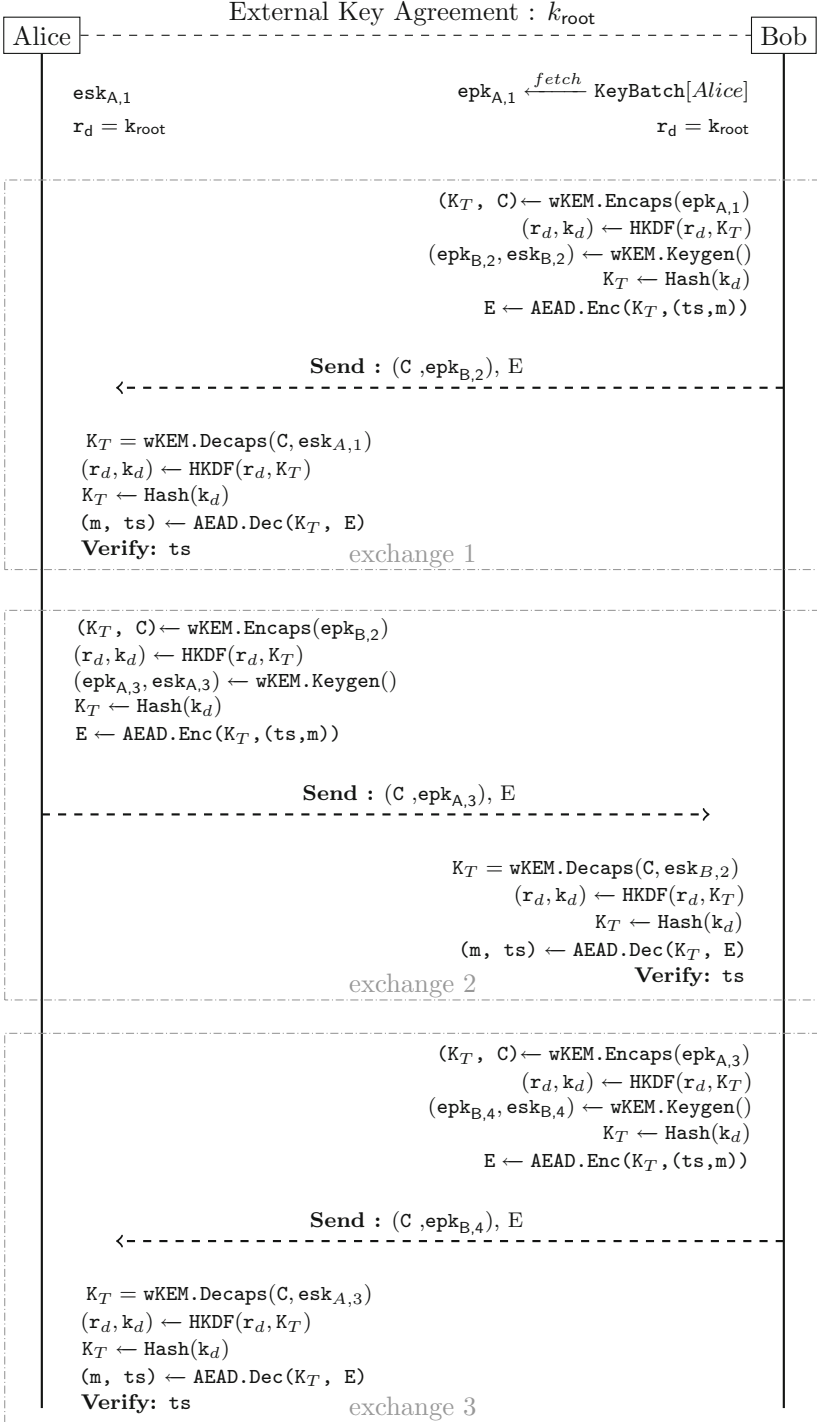 External Key Agreement : k_root
Alice Bob
esk_A,1 epk_A,1 ⟵fetch KeyBatch[Alice]
r_d = k_root r_d = k_root
(K_T, C)← wKEM.Encaps(epk_A,1)
(r_d, k_d) ← HKDF(r_d, K_T)
(epk_B,2, esk_B,2) ← wKEM.Keygen()
K_T ← Hash(k_d)
E ← AEAD.Enc(K_T,(ts,m))
Send : (C ,epk_B,2), E
K_T = wKEM.Decaps(C, esk_A,1)
(r_d, k_d) ← HKDF(r_d, K_T)
K_T ← Hash(k_d)
(m, ts) ← AEAD.Dec(K_T, E)
Verify: ts
exchange 1
(K_T, C)← wKEM.Encaps(epk_B,2)
(r_d, k_d) ← HKDF(r_d, K_T)
(epk_A,3, esk_A,3) ← wKEM.Keygen()
K_T ← Hash(k_d)
E ← AEAD.Enc(K_T,(ts,m))
Send : (C ,epk_A,3), E
K_T = wKEM.Decaps(C, esk_B,2)
(r_d, k_d) ← HKDF(r_d, K_T)
K_T ← Hash(k_d)
(m, ts) ← AEAD.Dec(K_T, E)
Verify: ts
exchange 2
(K_T, C)← wKEM.Encaps(epk_A,3)
(r_d, k_d) ← HKDF(r_d, K_T)
(epk_B,4, esk_B,4) ← wKEM.Keygen()
K_T ← Hash(k_d)
E ← AEAD.Enc(K_T,(ts,m))
Send : (C ,epk_B,4), E
K_T = wKEM.Decaps(C, esk_A,3)
(r_d, k_d) ← HKDF(r_d, K_T)
K_T ← Hash(k_d)
(m, ts) ← AEAD.Dec(K_T, E)
Verify: ts
exchange 3